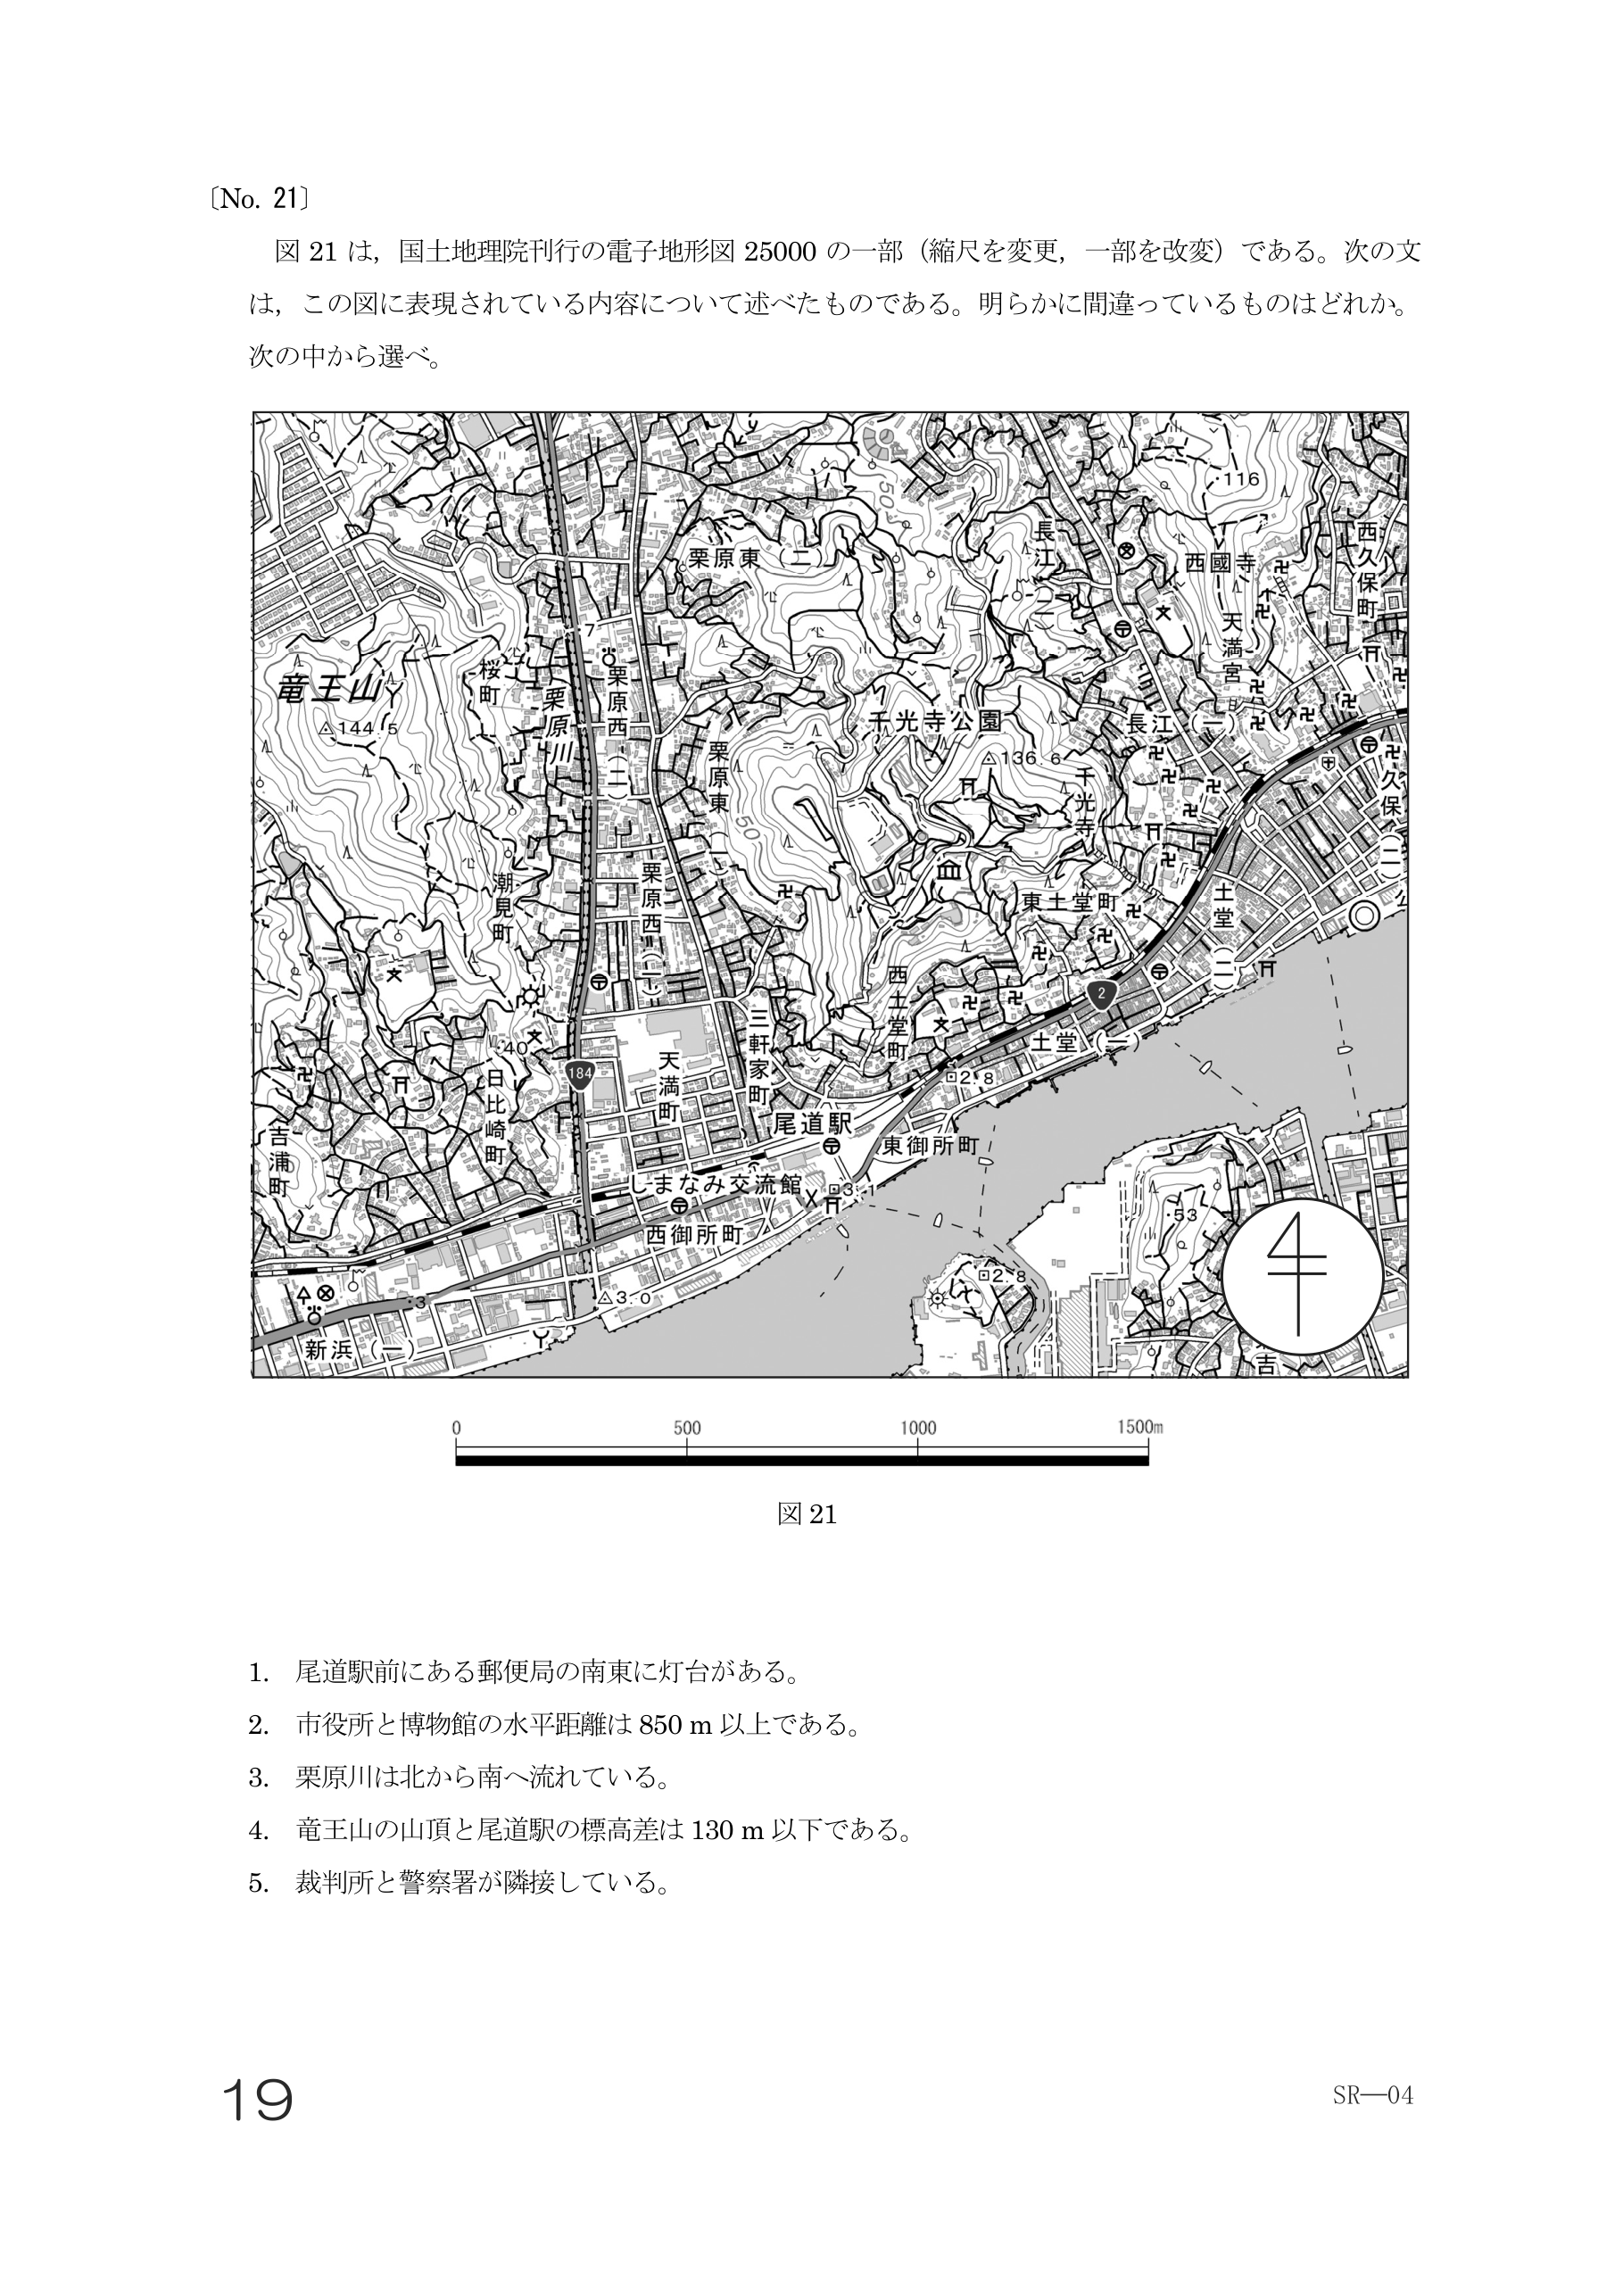 〔No. 21〕
図 21 は，国土地理院刊行の電子地形図 25000 の一部（縮尺を変更，一部を改変）である。次の文
は，この図に表現されている内容について述べたものである。明らかに間違っているものはどれか。
次の中から選べ。
長江（二）
・116
西國寺
西久保町
栗原東（二）
50
天満宮
・7
桜町
竜王山
△144.5
栗原川
栗原西（二）
千光寺公園
長江（一）
栗原東（一）
△136.6
千光寺
久保（二）
50
潮見町
栗原西（一）
東土堂町
土堂（二）
西土堂町
2
三軒家町
土堂（一）
・40
184
天満町
2.8
日比崎町
尾道駅
東御所町
吉浦町
しまなみ交流館
3.1
西御所町
・53
2.8
△3.0
・3
新浜（一）
吉
0 500 1000 1500m
図 21
1. 尾道駅前にある郵便局の南東に灯台がある。
2. 市役所と博物館の水平距離は 850 m 以上である。
3. 栗原川は北から南へ流れている。
4. 竜王山の山頂と尾道駅の標高差は 130 m 以下である。
5. 裁判所と警察署が隣接している。
19
SR―04